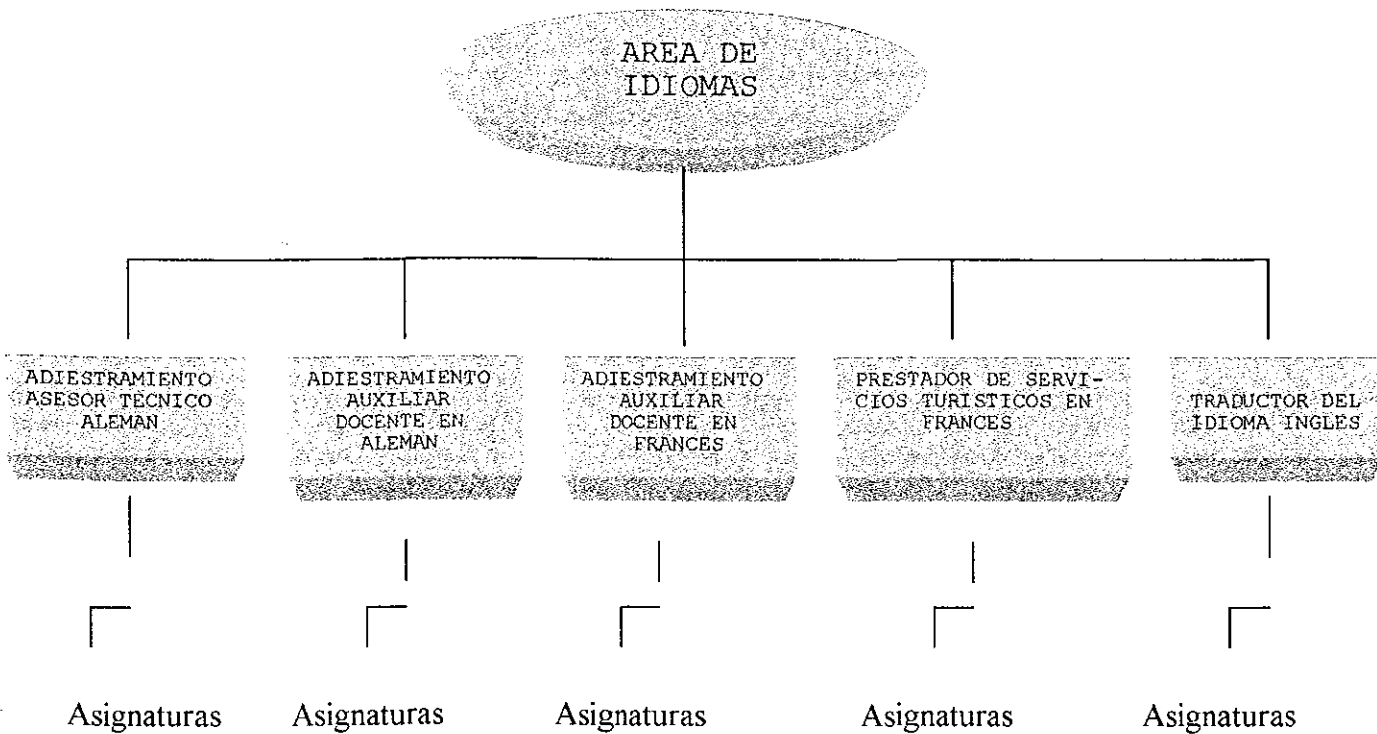 AREA DE
IDIOMAS
ADIESTRAMIENTO
ASESOR TECNICO
ALEMAN
ADIESTRAMIENTO
AUXILIAR
DOCENTE EN
ALEMAN
ADIESTRAMIENTO
AUXILIAR
DOCENTE EN
FRANCES
PRESTADOR DE SERVI-
CIOS TURISTICOS EN
FRANCES
TRADUCTOR DEL
IDIOMA INGLES
Asignaturas
Asignaturas
Asignaturas
Asignaturas
Asignaturas